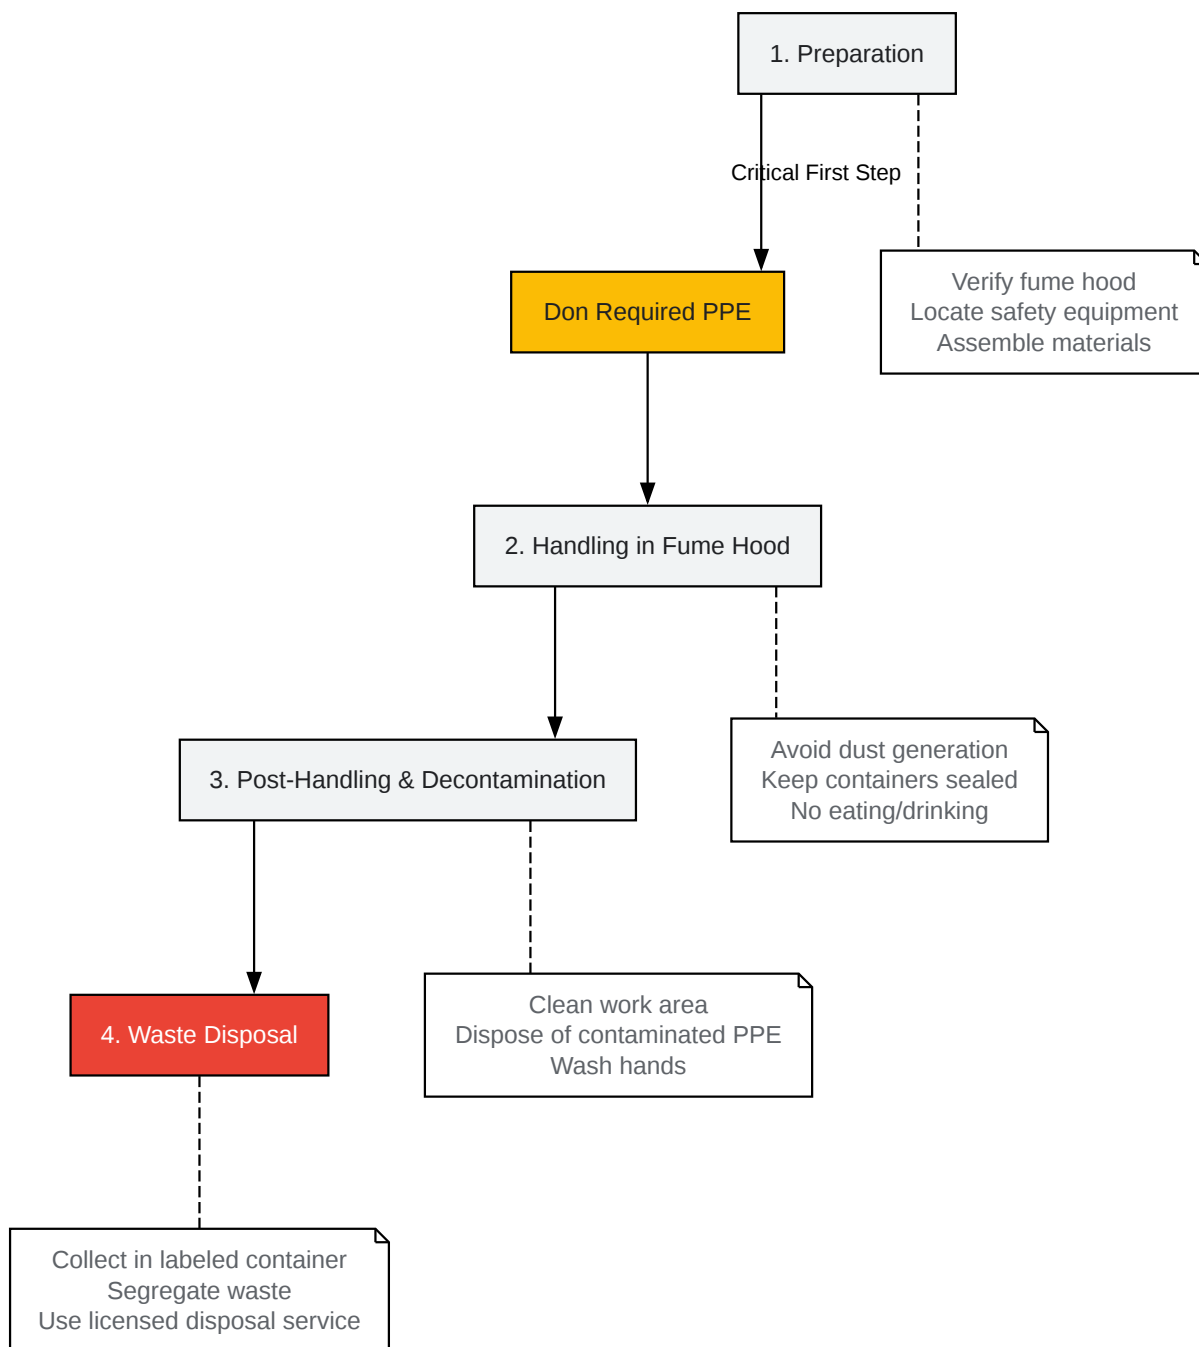 1. Preparation
Critical First Step
Verify fume hood
Locate safety equipment
Assemble materials
Don Required PPE
2. Handling in Fume Hood
Avoid dust generation
Keep containers sealed
No eating/drinking
3. Post-Handling & Decontamination
Clean work area
Dispose of contaminated PPE
Wash hands
4. Waste Disposal
Collect in labeled container
Segregate waste
Use licensed disposal service